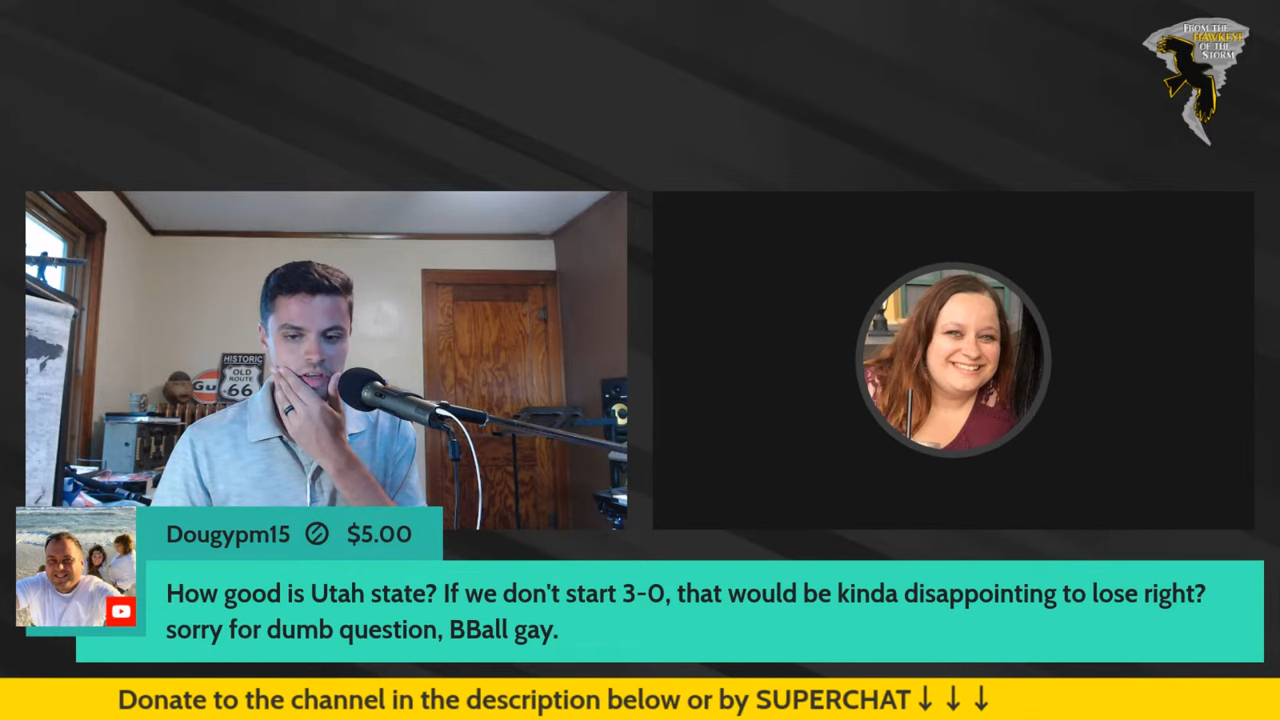 FROM THE
HAWKEYE
OF THE
STORM
HISTORIC
OLD
ROUTE
66
Gu
Dougypm15 $5.00
How good is Utah state? If we don't start 3-0, that would be kinda disappointing to lose right?
sorry for dumb question, BBall gay.
Donate to the channel in the description below or by SUPERCHAT↓ ↓ ↓